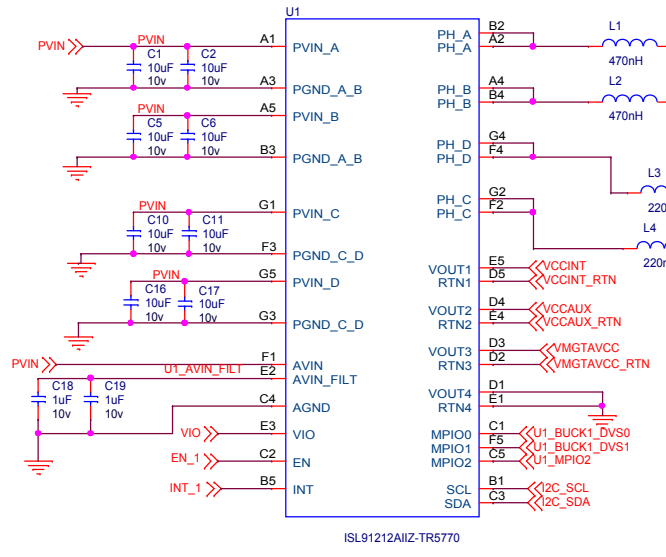 U1
PVIN
PVIN
A1
PVIN_A
C1
10uF
10v
C2
10uF
10v
A3
PGND_A_B
PVIN
A5
PVIN_B
C5
10uF
10v
C6
10uF
10v
B3
PGND_A_B
PVIN
G1
PVIN_C
C10
10uF
10v
C11
10uF
10v
F3
PGND_C_D
PVIN
G5
PVIN_D
C16
10uF
10v
C17
10uF
10v
G3
PGND_C_D
PVIN
F1
AVIN
U1_AVIN_FILT
E2
AVIN_FILT
C18
1uF
10v
C19
1uF
10v
C4
AGND
VIO
E3
VIO
EN_1
C2
EN
INT_1
B5
INT
PH_A
B2
PH_A
A2
L1
470nH
PH_B
A4
PH_B
B4
L2
470nH
PH_D
G4
PH_D
F4
L3
220
PH_C
G2
PH_C
F2
L4
220n
VOUT1
E5
VCCINT
RTN1
D5
VCCINT_RTN
VOUT2
D4
VCCAUX
RTN2
E4
VCCAUX_RTN
VOUT3
D3
VMGTAVCC
RTN3
D2
VMGTAVCC_RTN
VOUT4
D1
RTN4
E1
MPIO0
C1
U1_BUCK1_DVS0
MPIO1
F5
U1_BUCK1_DVS1
MPIO2
C5
U1_MPIO2
SCL
B1
I2C_SCL
SDA
C3
I2C_SDA
ISL91212AIIZ-TR5770